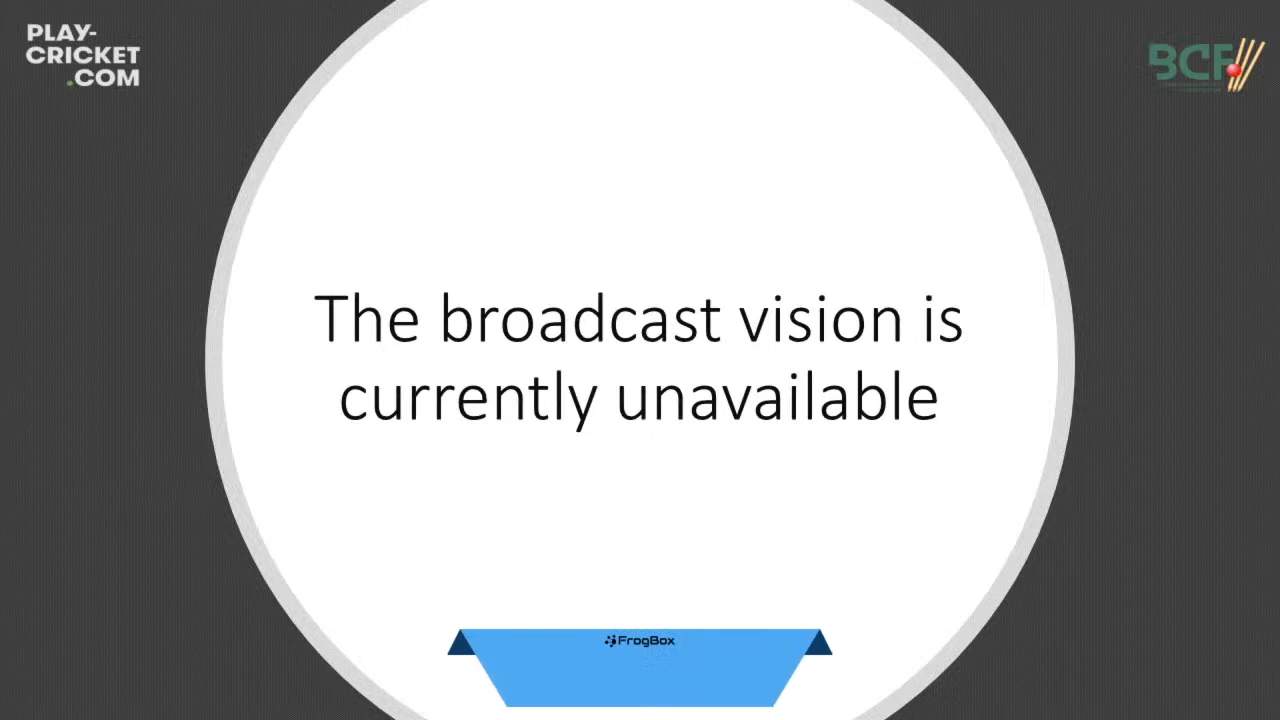 PLAY-
CRICKET
.COM
BCF
The broadcast vision is
currently unavailable
FrogBox